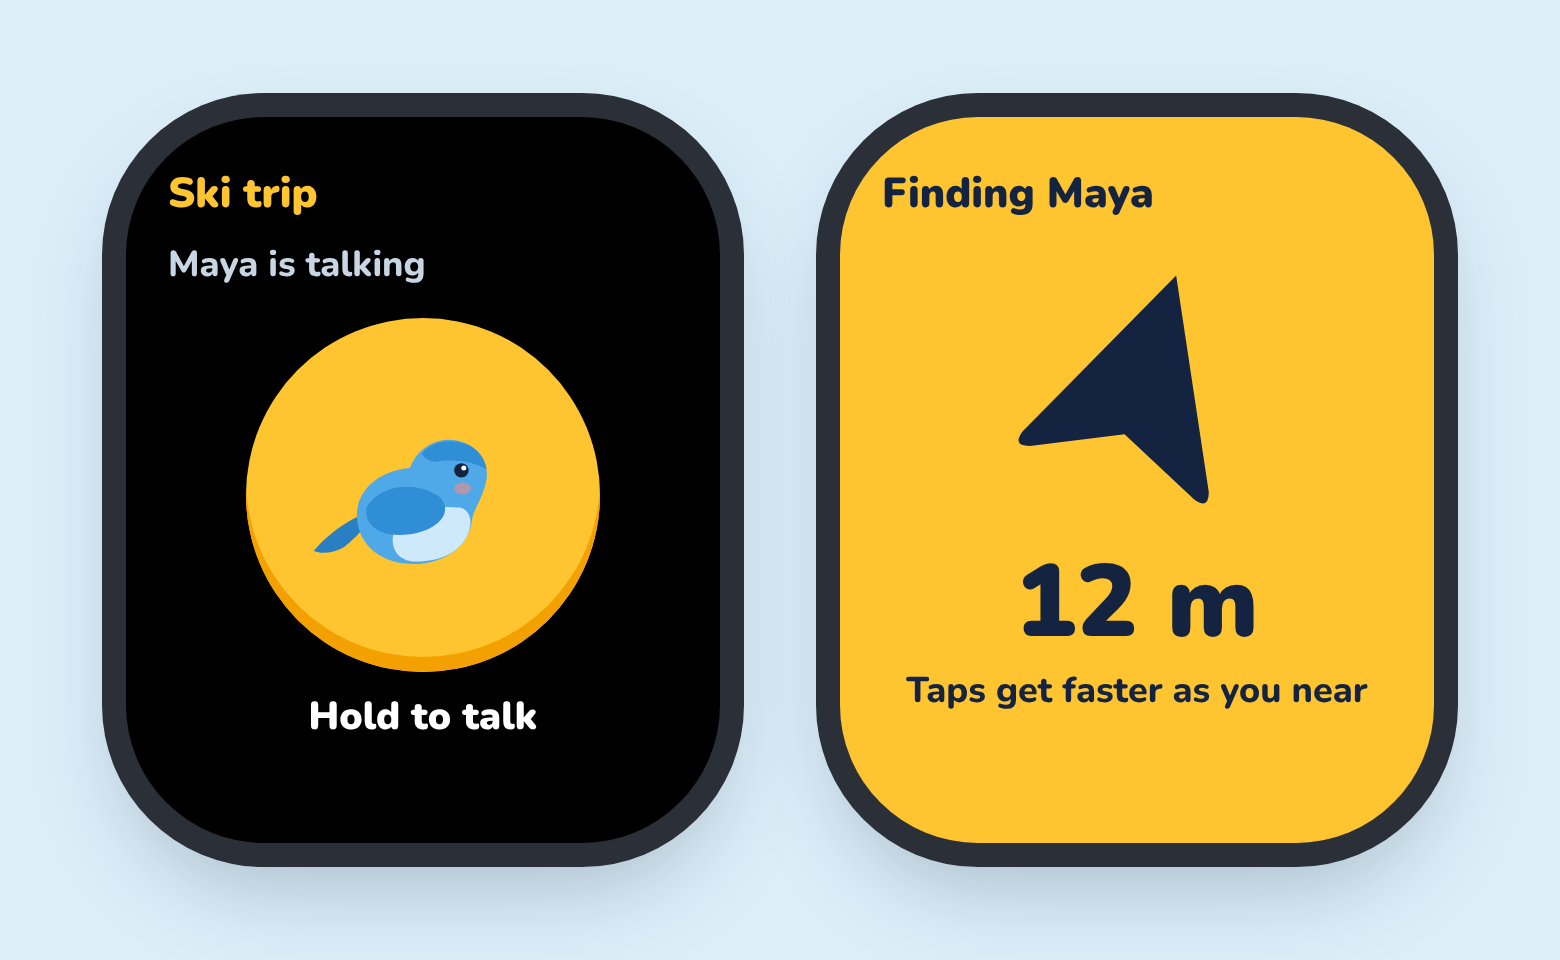 Ski trip
Maya is talking
Hold to talk
Finding Maya
12 m
Taps get faster as you near